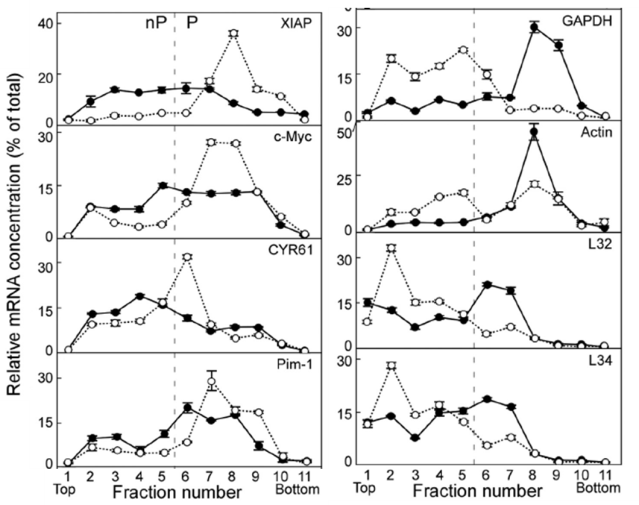 nP P
XIAP
40
20
0
c-Myc
30
15
0
CYR61
30
15
0
Pim-1
30
15
0
1 2 3 4 5 6 7 8 9 10 11
Top Fraction number Bottom
Relative mRNA concentration (% of total)
GAPDH
30
15
0
Actin
50
25
0
L32
30
15
0
L34
30
15
0
1 2 3 4 5 6 7 8 9 10 11
Top Fraction number Bottom